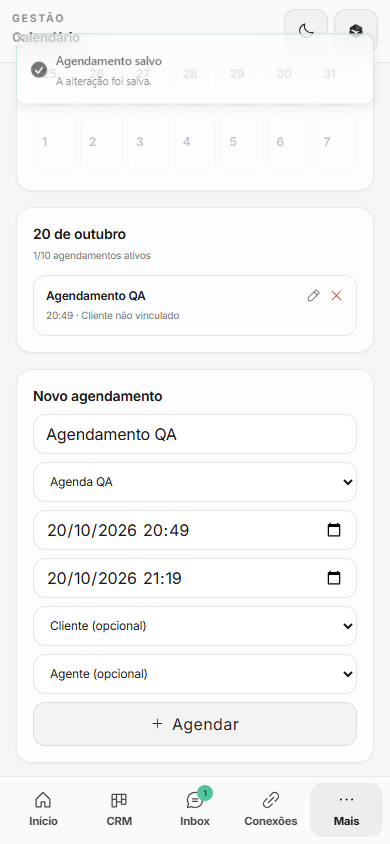 GESTÃO
Calendário
Agendamento salvo
A alteração foi salva.
25 26 27 28 29 30 31
1 2 3 4 5 6 7
20 de outubro
1/10 agendamentos ativos
Agendamento QA
20:49 · Cliente não vinculado
Novo agendamento
Agendamento QA
Agenda QA
20/10/2026 20:49
20/10/2026 21:19
Cliente (opcional)
Agente (opcional)
+ Agendar
1
Início CRM Inbox Conexões Mais